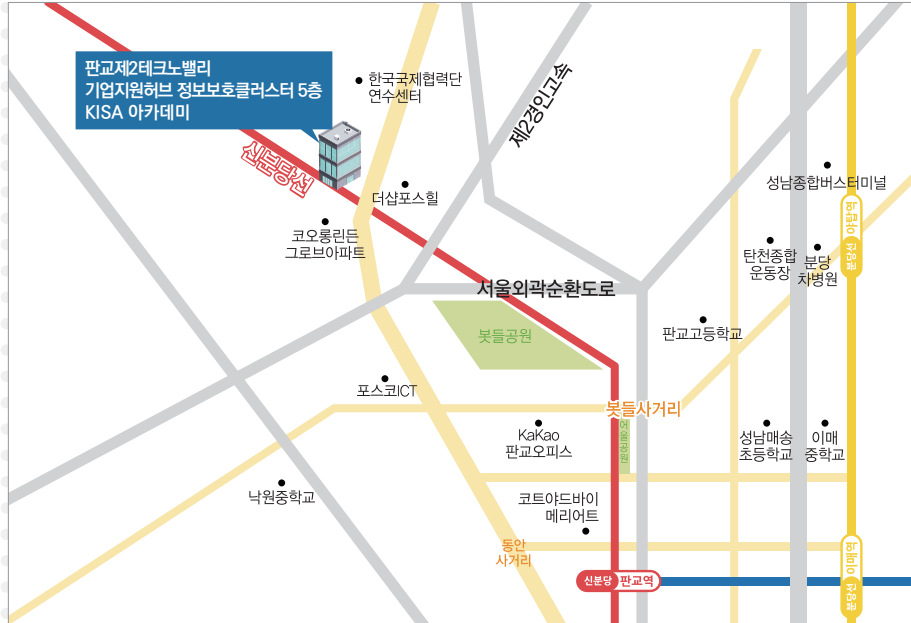 판교제2테크노밸리
기업지원허브 정보보호클러스터 5층
KISA 아카데미
한국국제협력단
연수센터
제2경인고속
신분당선
더샵포스힐
코오롱린든
그로브아파트
성남종합버스터미널
분당선 야탑역
탄천종합
운동장
분당
차병원
서울외곽순환도로
봇들공원
판교고등학교
포스코ICT
봇들사거리
어울공원
KaKao
판교오피스
성남매송
초등학교
이매
중학교
낙원중학교
코트야드바이
메리어트
동안
사거리
신분당 판교역
분당선 이매역